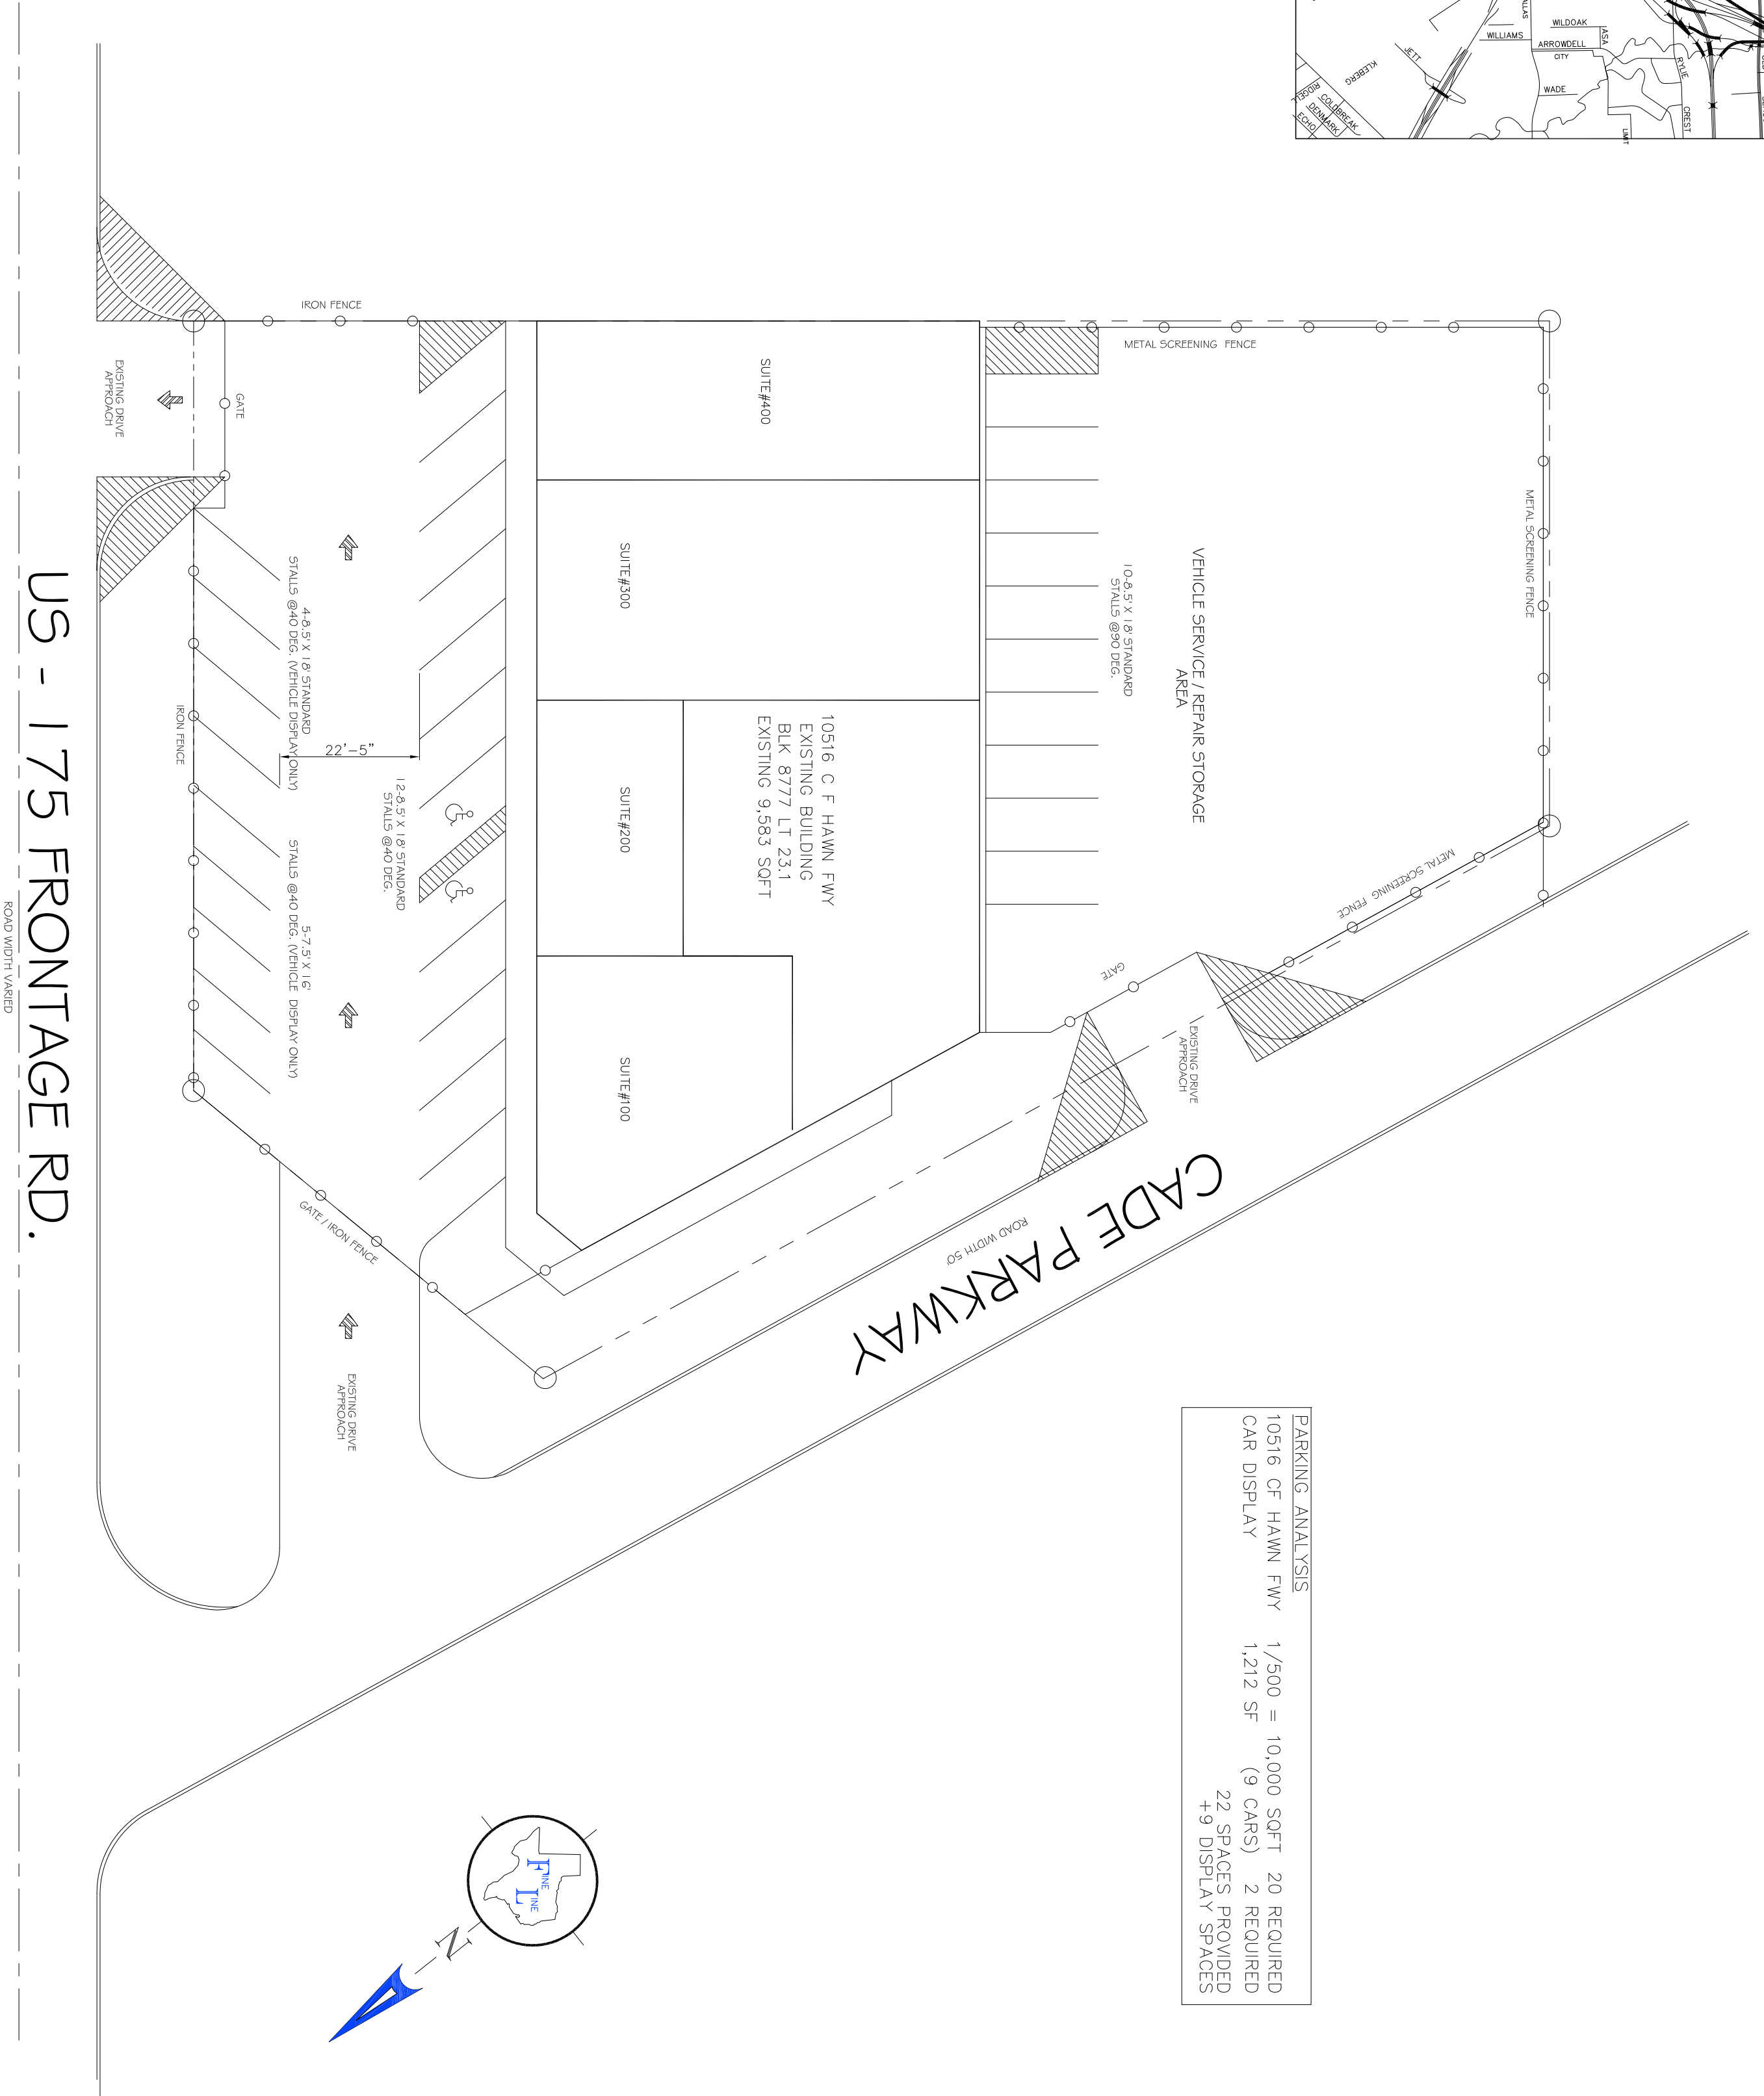 ALLAS
WILDOAK
WILLIAMS
ASA
ARROWDELL
CITY
RYLIE
JETT
KLEBERG
WADE
CREST
LIMIT
RIDGELL
COLDBREAK
DENMARK
ECHO
IRON FENCE
METAL SCREENING FENCE
METAL SCREENING FENCE
METAL SCREENING FENCE
EXISTING DRIVE
APPROACH
GATE
SUITE#400
SUITE#300
SUITE#200
SUITE#100
VEHICLE SERVICE / REPAIR STORAGE
AREA
10-8.5' X 18' STANDARD
STALLS @90 DEG.
10516 C F HAWN FWY
EXISTING BUILDING
BLK 8777 LT 23.1
EXISTING 9,583 SQFT
4-8.5' X 18' STANDARD
STALLS @40 DEG. (VEHICLE DISPLAY ONLY)
IRON FENCE
22'-5"
12-8.5' X 18' STANDARD
STALLS @40 DEG.
5-7.5' X 16'
STALLS @40 DEG. (VEHICLE DISPLAY ONLY)
GATE
EXISTING DRIVE
APPROACH
GATE / IRON FENCE
EXISTING DRIVE
APPROACH
CADE PARKWAY
ROAD WIDTH 50'
US - 175 FRONTAGE RD.
ROAD WIDTH VARIED
PARKING ANALYSIS
10516 CF HAWN FWY 1/500 = 10,000 SQFT 20 REQUIRED
CAR DISPLAY 1,212 SF (9 CARS) 2 REQUIRED
22 SPACES PROVIDED
+9 DISPLAY SPACES
FINE
LINE
N